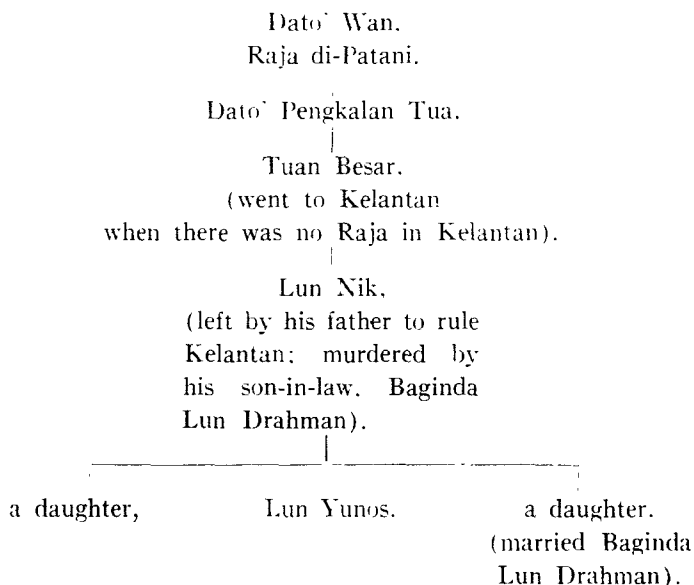 Dato' Wan.
Raja di-Patani.
Dato' Pengkalan Tua.
Tuan Besar.
(went to Kelantan
when there was no Raja in Kelantan).
Lun Nik.
(left by his father to rule
Kelantan; murdered by
his son-in-law. Baginda
Lun Drahman).
a daughter, Lun Yunos. a daughter.
(married Baginda
Lun Drahman).